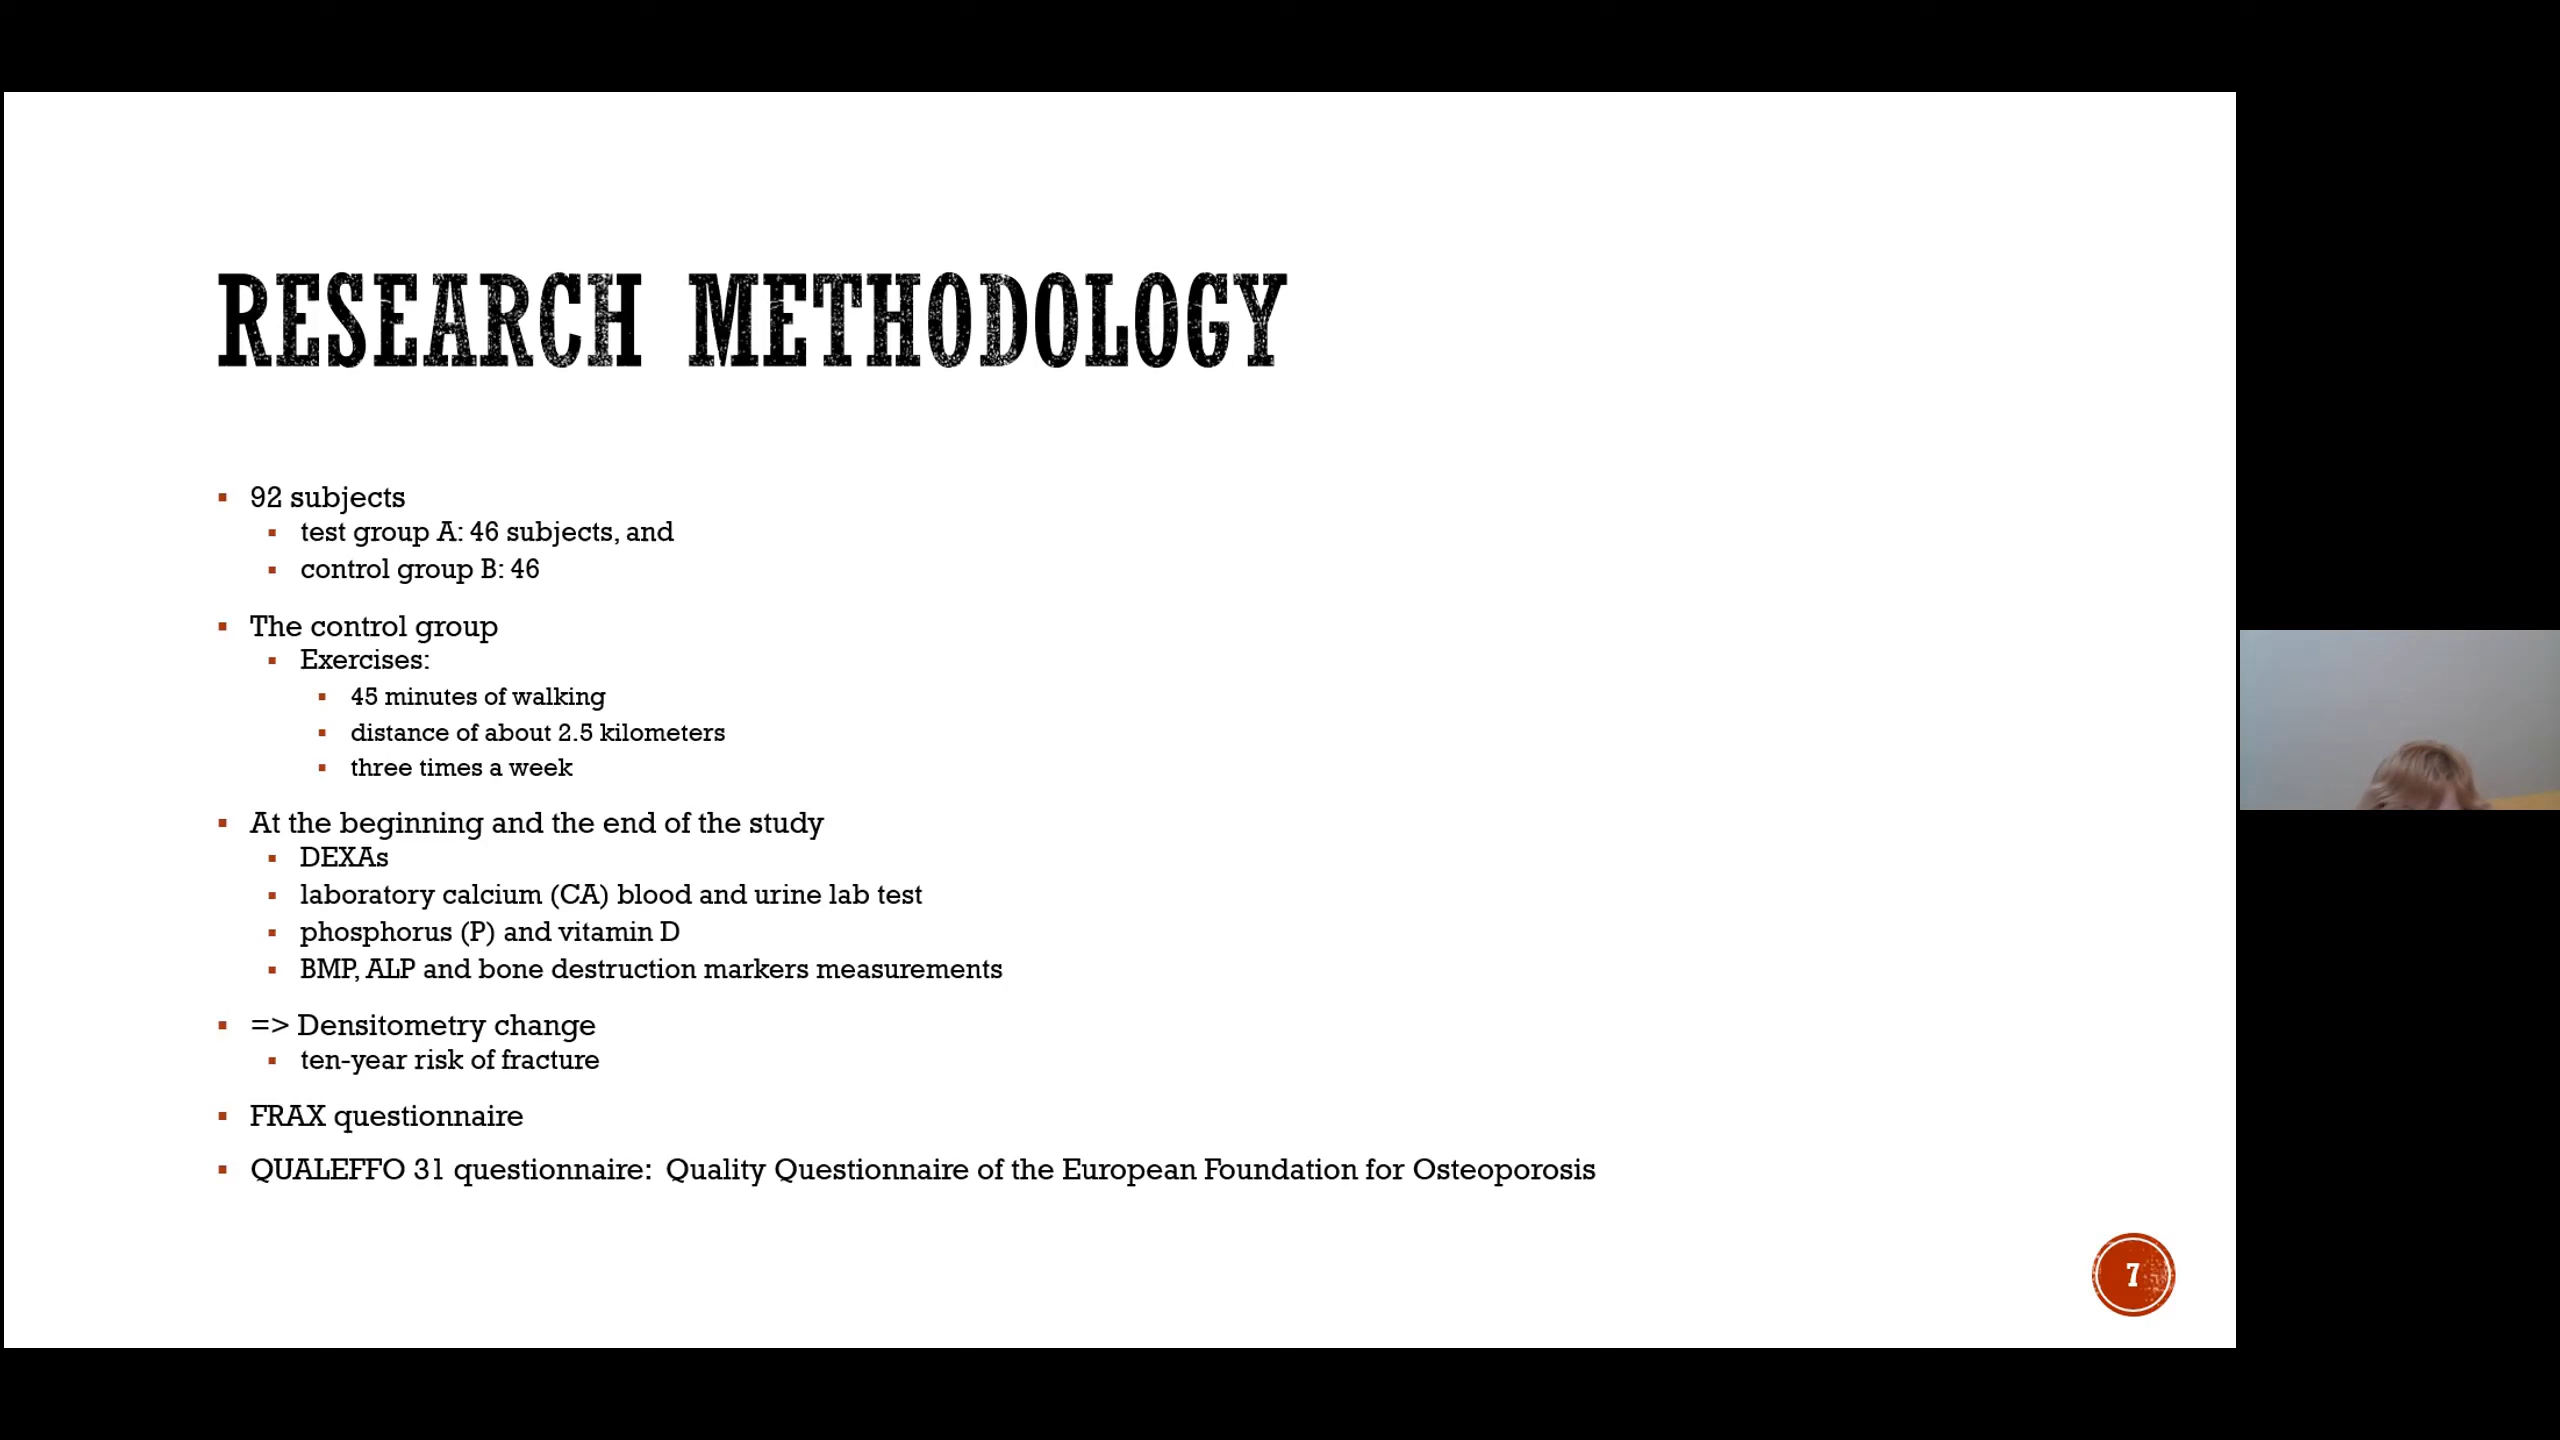 RESEARCH METHODOLOGY
92 subjects
test group A: 46 subjects, and
control group B: 46
The control group
Exercises:
45 minutes of walking
distance of about 2.5 kilometers
three times a week
At the beginning and the end of the study
DEXAs
laboratory calcium (CA) blood and urine lab test
phosphorus (P) and vitamin D
BMP, ALP and bone destruction markers measurements
=> Densitometry change
ten-year risk of fracture
FRAX questionnaire
QUALEFFO 31 questionnaire: Quality Questionnaire of the European Foundation for Osteoporosis
7